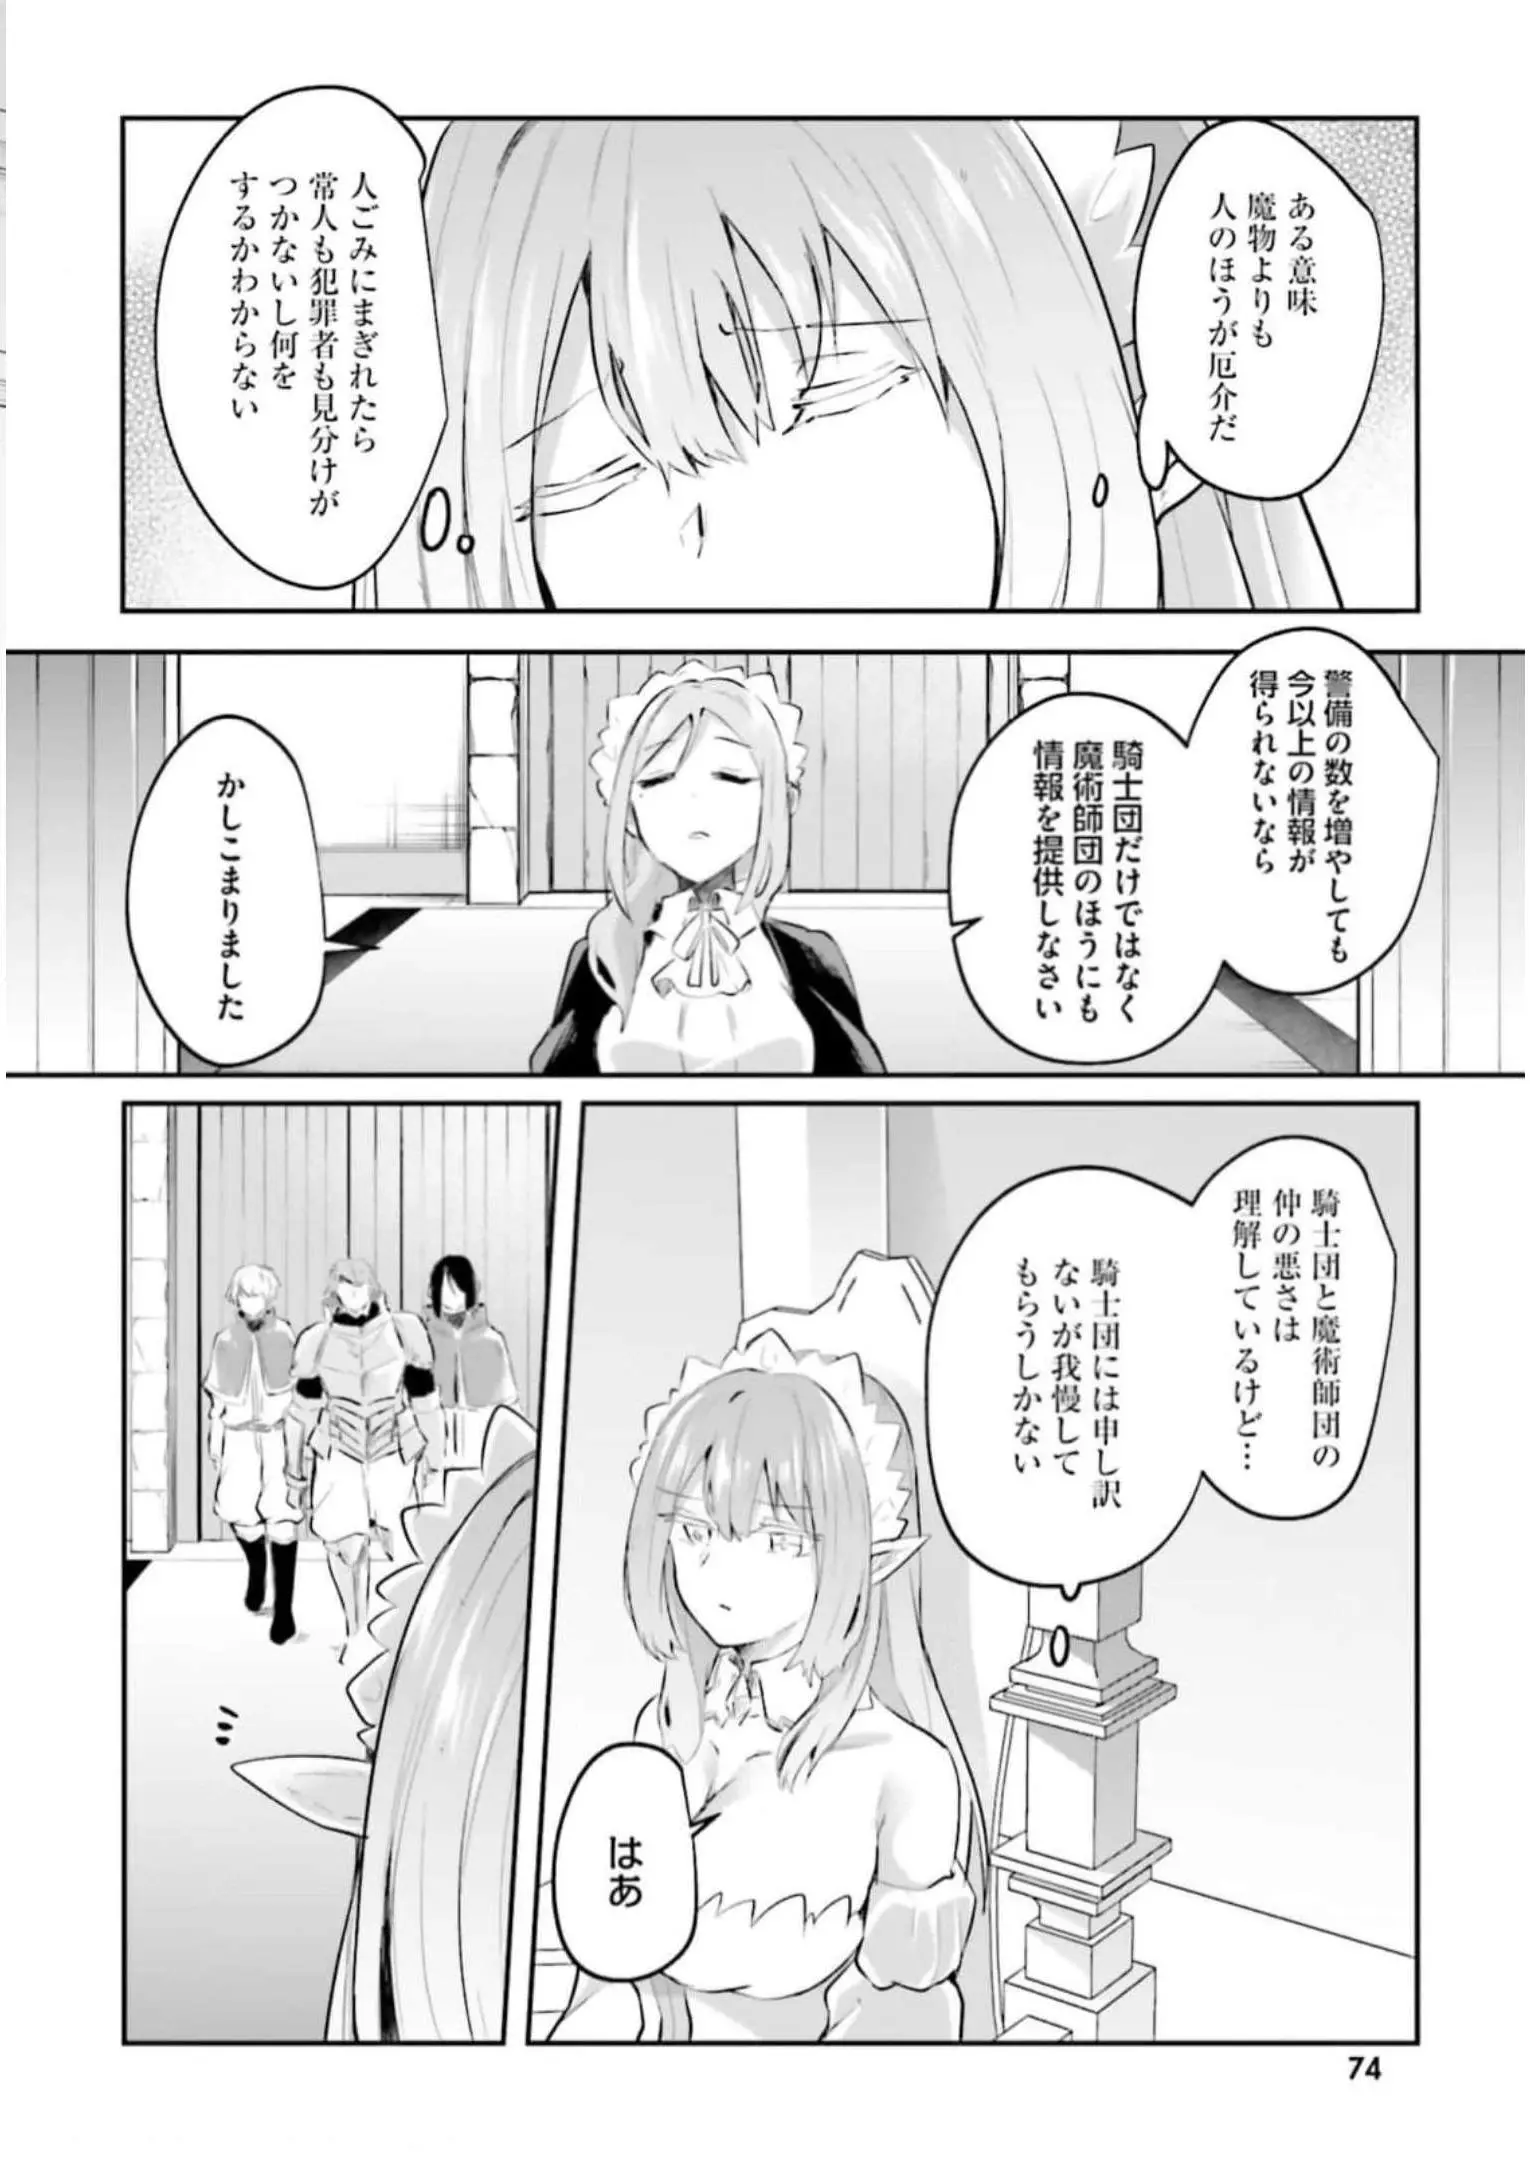 ある意味
魔物よりも
人のほうが厄介だ
人ごみにまぎれたら
常人も犯罪者も見分けが
つかないし何を
するかわからない
警備の数を増やしても
今以上の情報が
得られないなら
騎士団だけではなく
魔術師団のほうにも
情報を提供しなさい
かしこまりました
騎士団と魔術師団の
仲の悪さは
理解しているけど…
騎士団には申し訳
ないが我慢して
もらうしかない
はあ
74